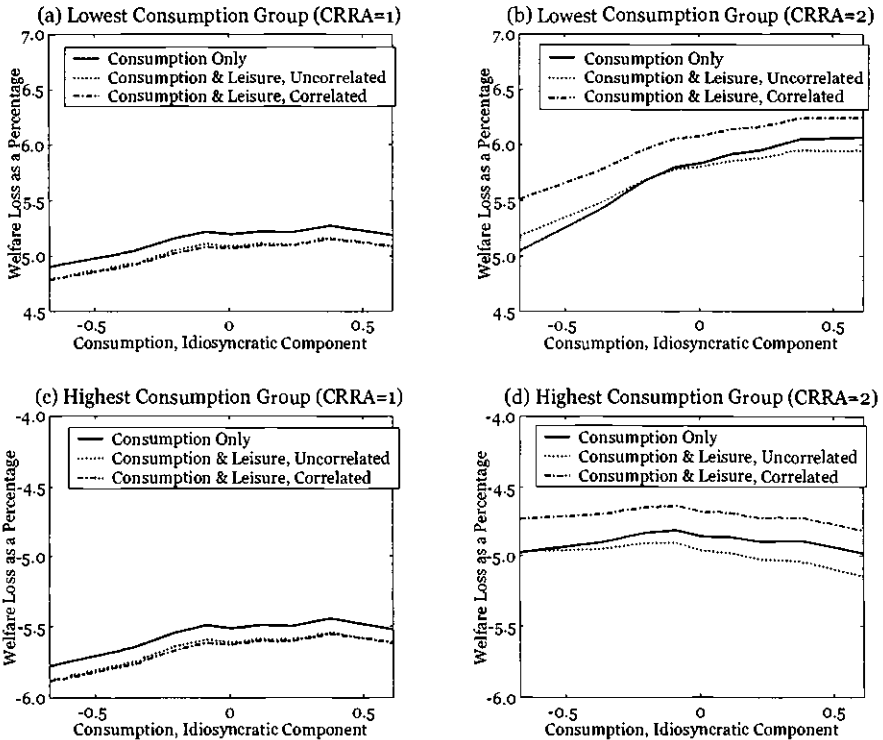 (a) Lowest Consumption Group (CRRA=1)
7.0
6.5
6.0
5.5
5.0
4.5
Welfare Loss as a Percentage
Consumption Only
Consumption & Leisure, Uncorrelated
Consumption & Leisure, Correlated
-0.5
0
0.5
Consumption, Idiosyncratic Component
(b) Lowest Consumption Group (CRRA=2)
7.0
6.5
6.0
5.5
5.0
4.5
Welfare Loss as a Percentage
Consumption Only
Consumption & Leisure, Uncorrelated
Consumption & Leisure, Correlated
-0.5
0
0.5
Consumption, Idiosyncratic Component
(c) Highest Consumption Group (CRRA=1)
-4.0
-4.5
-5.0
-5.5
-6.0
Welfare Loss as a Percentage
Consumption Only
Consumption & Leisure, Uncorrelated
Consumption & Leisure, Correlated
-0.5
0
0.5
Consumption, Idiosyncratic Component
(d) Highest Consumption Group (CRRA=2)
-4.0
-4.5
-5.0
-5.5
-6.0
Welfare Loss as a Percentage
Consumption Only
Consumption & Leisure, Uncorrelated
Consumption & Leisure, Correlated
-0.5
0
0.5
Consumption, Idiosyncratic Component